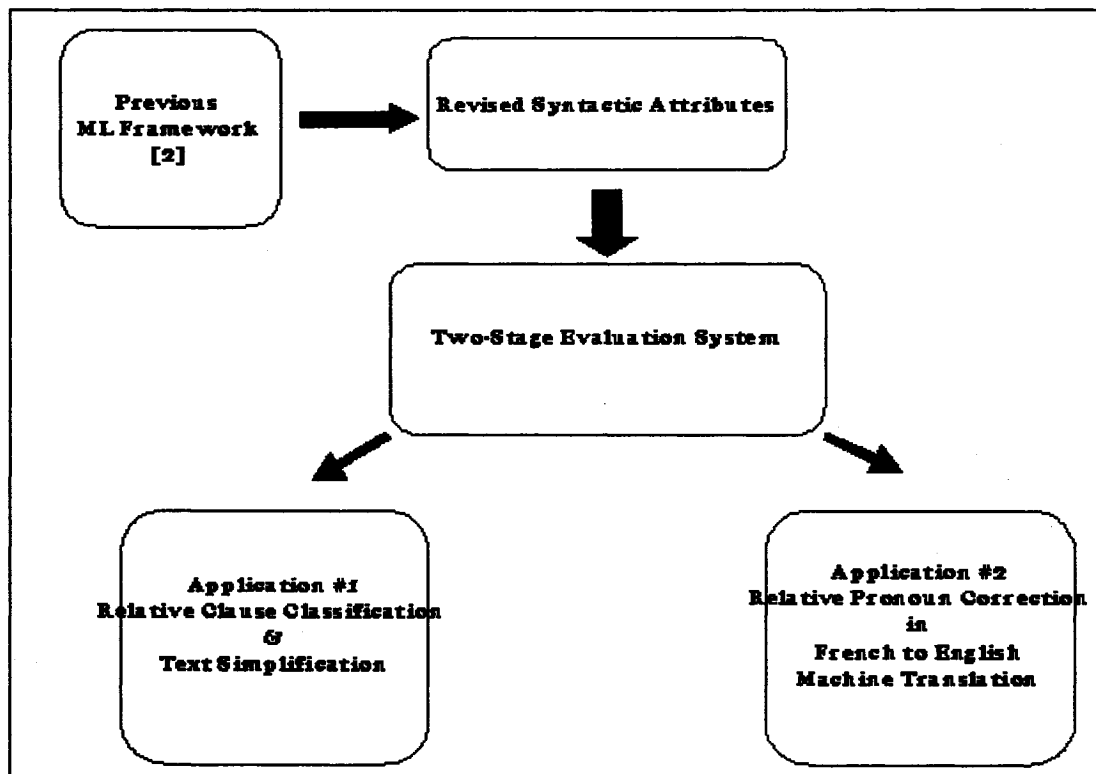 Previous
ML Framework
[2]
Revised Syntactic Attributes
Two-Stage Evaluation System
Application #1
Relative Clause Classification
&
Text Simplification
Application #2
Relative Pronoun Correction
in
French to English
Machine Translation